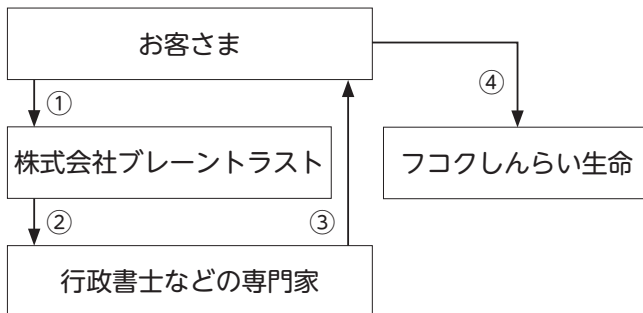 お客さま
①
④
株式会社ブレーントラスト
フコクしんらい生命
②
③
行政書士などの専門家